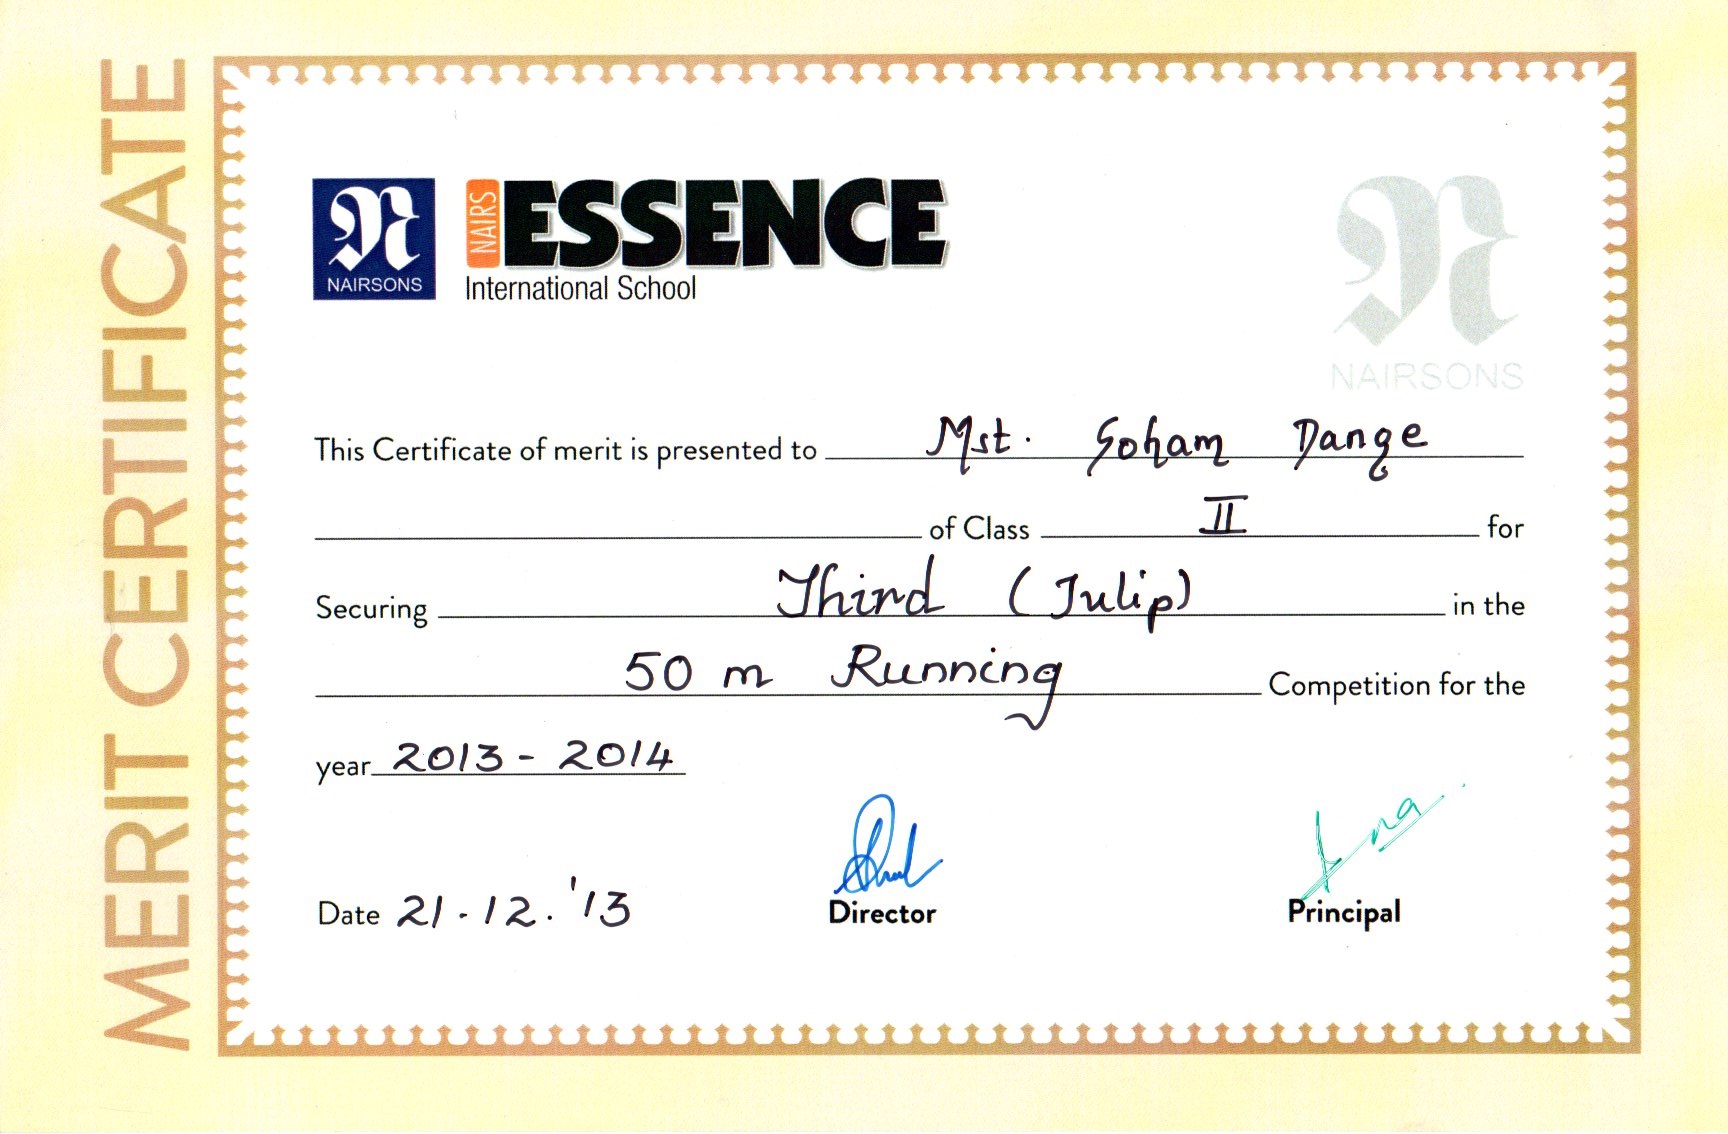 MERIT CERTIFICATE
NAIRSONS
NAIRS ESSENCE
International School
NAIRSONS
This Certificate of merit is presented to Mst. Soham Dange
of Class II for
Securing Third (Tulip) in the
50 m Running Competition for the
year 2013 - 2014
Date 21.12.'13
Director
Principal